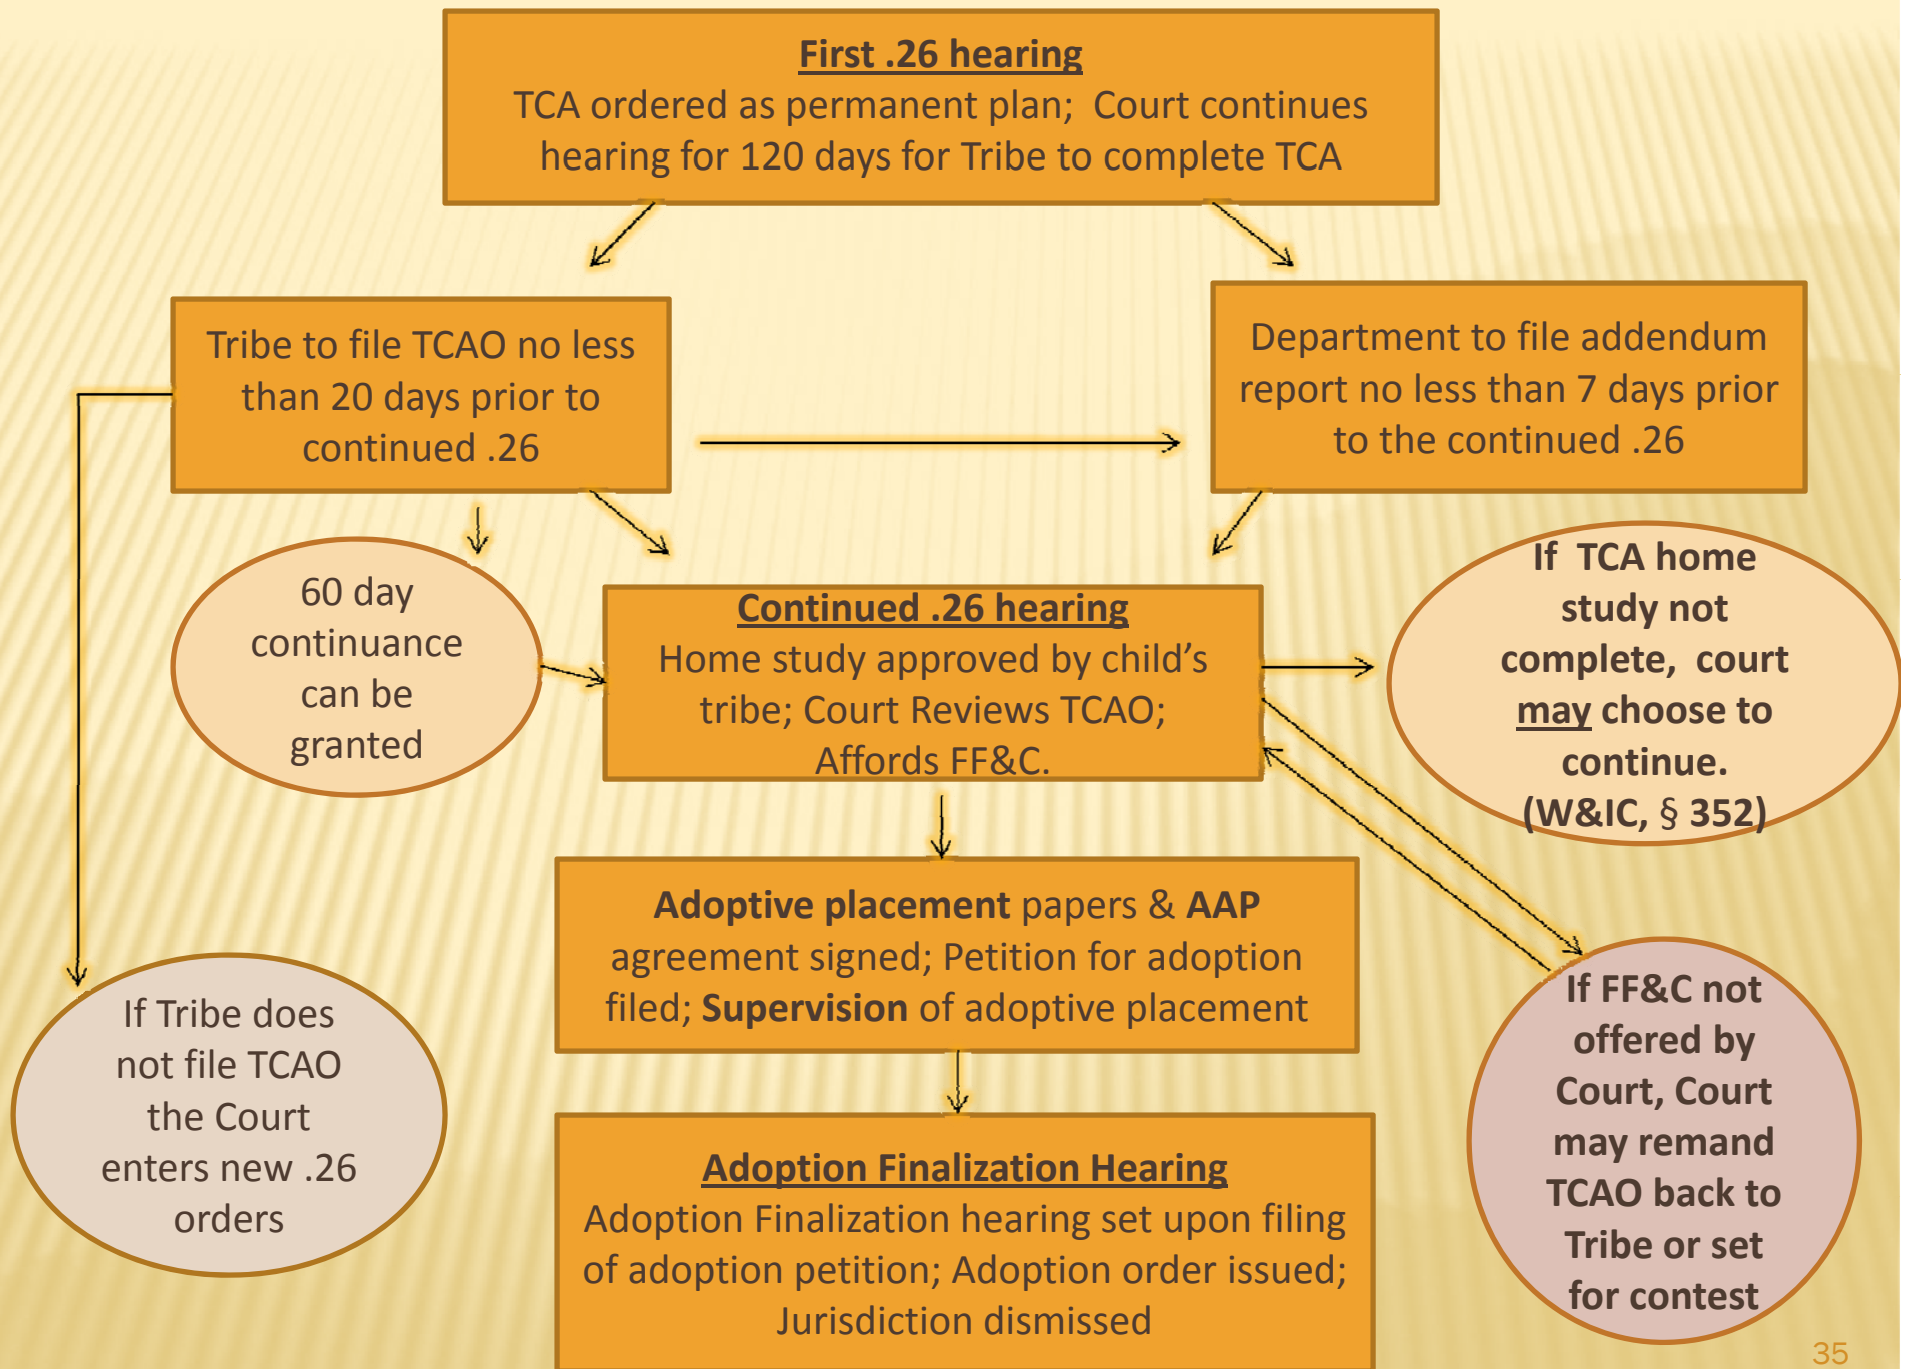 First .26 hearing
TCA ordered as permanent plan; Court continues
hearing for 120 days for Tribe to complete TCA
Tribe to file TCAO no less
than 20 days prior to
continued .26
Department to file addendum
report no less than 7 days prior
to the continued .26
60 day
continuance
can be
granted
Continued .26 hearing
Home study approved by child’s
tribe; Court Reviews TCAO;
Affords FF&C.
If TCA home
study not
complete, court
may choose to
continue.
(W&IC, § 352)
Adoptive placement papers & AAP
agreement signed; Petition for adoption
filed; Supervision of adoptive placement
If Tribe does
not file TCAO
the Court
enters new .26
orders
If FF&C not
offered by
Court, Court
may remand
TCAO back to
Tribe or set
for contest
Adoption Finalization Hearing
Adoption Finalization hearing set upon filing
of adoption petition; Adoption order issued;
Jurisdiction dismissed
35